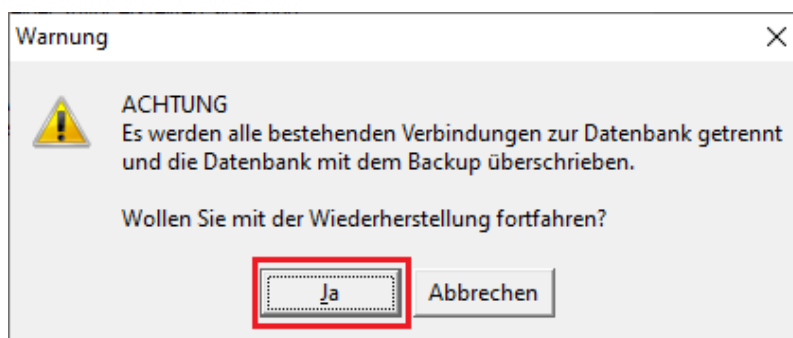 Warnung
ACHTUNG
Es werden alle bestehenden Verbindungen zur Datenbank getrennt
und die Datenbank mit dem Backup überschrieben.
Wollen Sie mit der Wiederherstellung fortfahren?
Ja
Abbrechen